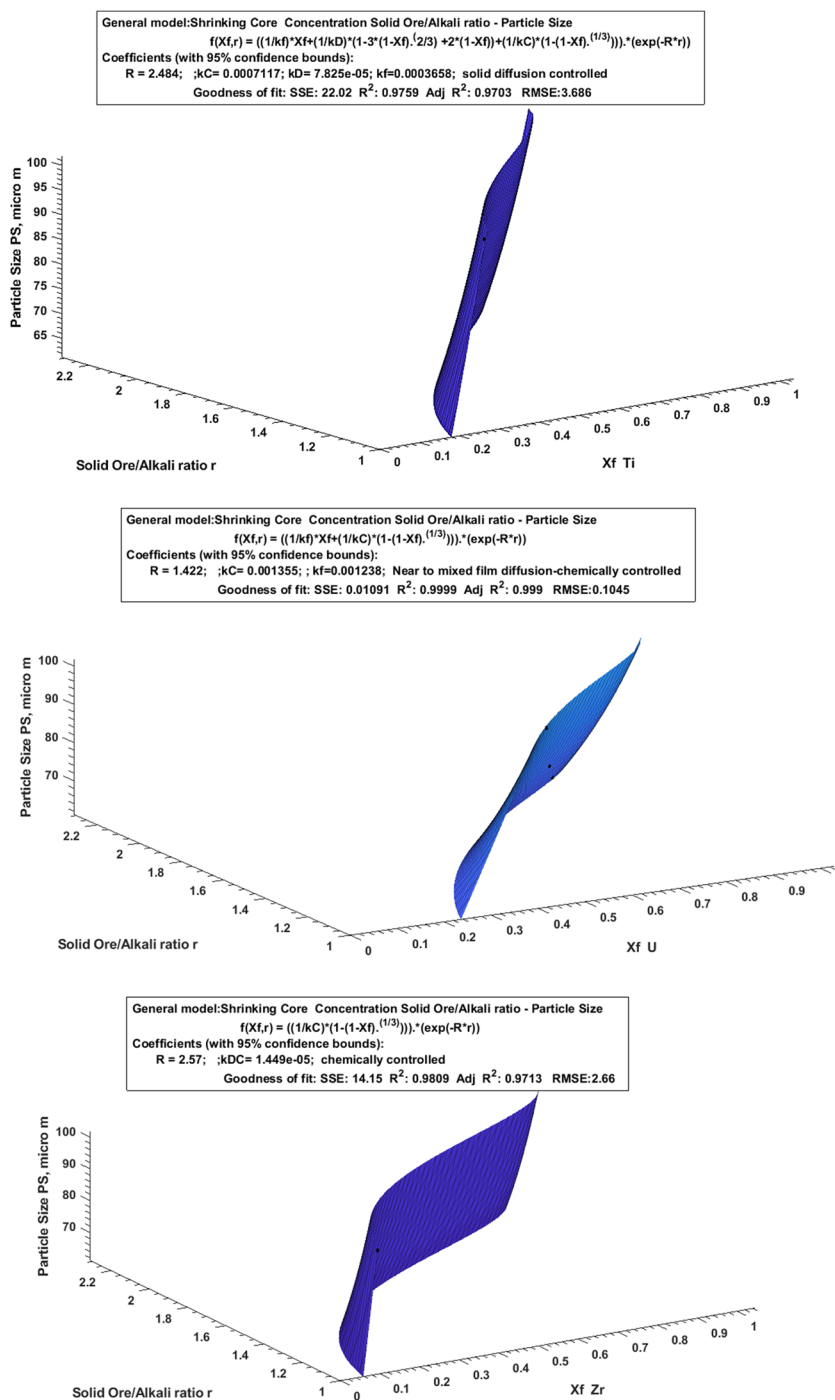 General model:Shrinking Core Concentration Solid Ore/Alkali ratio - Particle Size
f(Xf,r) = ((1/kf)*Xf+(1/kD)*(1-3*(1-Xf).^(2/3) +2*(1-Xf))+(1/kC)*(1-(1-Xf).^(1/3))).*(exp(-R*r))
Coefficients (with 95% confidence bounds):
R = 2.484; ;kC= 0.0007117; kD= 7.825e-05; kf=0.0003658; solid diffusion controlled
Goodness of fit: SSE: 22.02 R²: 0.9759 Adj R²: 0.9703 RMSE:3.686
Particle Size PS, micro m
100
95
90
85
80
75
70
65
2.2
2
1.8
1.6
1.4
1.2
1
Solid Ore/Alkali ratio r
0
0.1
0.2
0.3
0.4
0.5
0.6
0.7
0.8
0.9
1
Xf Ti
General model:Shrinking Core Concentration Solid Ore/Alkali ratio - Particle Size
f(Xf,r) = ((1/kf)*Xf+(1/kC)*(1-(1-Xf).^(1/3))).*(exp(-R*r))
Coefficients (with 95% confidence bounds):
R = 1.422; ;kC= 0.001355; ; kf=0.001238; Near to mixed film diffusion-chemically controlled
Goodness of fit: SSE: 0.01091 R²: 0.9999 Adj R²: 0.999 RMSE:0.1045
Particle Size PS, micro m
100
90
80
70
2.2
2
1.8
1.6
1.4
1.2
1
Solid Ore/Alkali ratio r
0
0.1
0.2
0.3
0.4
0.5
0.6
0.7
0.8
0.9
Xf U
General model:Shrinking Core Concentration Solid Ore/Alkali ratio - Particle Size
f(Xf,r) = ((1/kC)*(1-(1-Xf).^(1/3))).*(exp(-R*r))
Coefficients (with 95% confidence bounds):
R = 2.57; ;kDC= 1.449e-05; chemically controlled
Goodness of fit: SSE: 14.15 R²: 0.9809 Adj R²: 0.9713 RMSE:2.66
Particle Size PS, micro m
100
90
80
70
2.2
2
1.8
1.6
1.4
1.2
1
Solid Ore/Alkali ratio r
0
0.1
0.2
0.3
0.4
0.5
0.6
0.7
0.8
0.9
1
Xf Zr